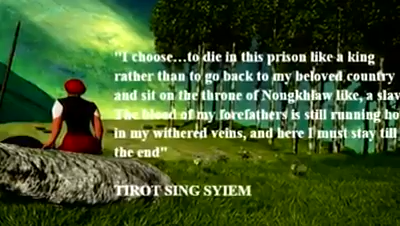 "I choose...to die in this prison like a king
rather than to go back to my beloved country
and sit on the throne of Nongkhlaw like, a slav
The blood of my forefathers is still running ho
in my withered veins, and here I must stay till
the end"
TIROT SING SYIEM